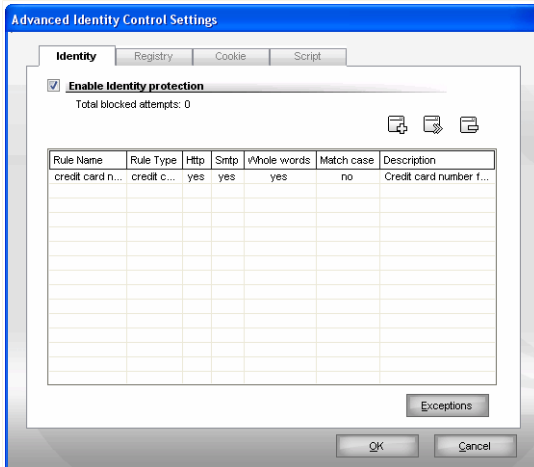 Advanced Identity Control Settings
Identity Registry Cookie Script
Enable Identity protection
Total blocked attempts: 0
Rule Name Rule Type Http Smtp Whole words Match case Description
credit card n... credit c... yes yes yes no Credit card number f...
Exceptions
OK Cancel